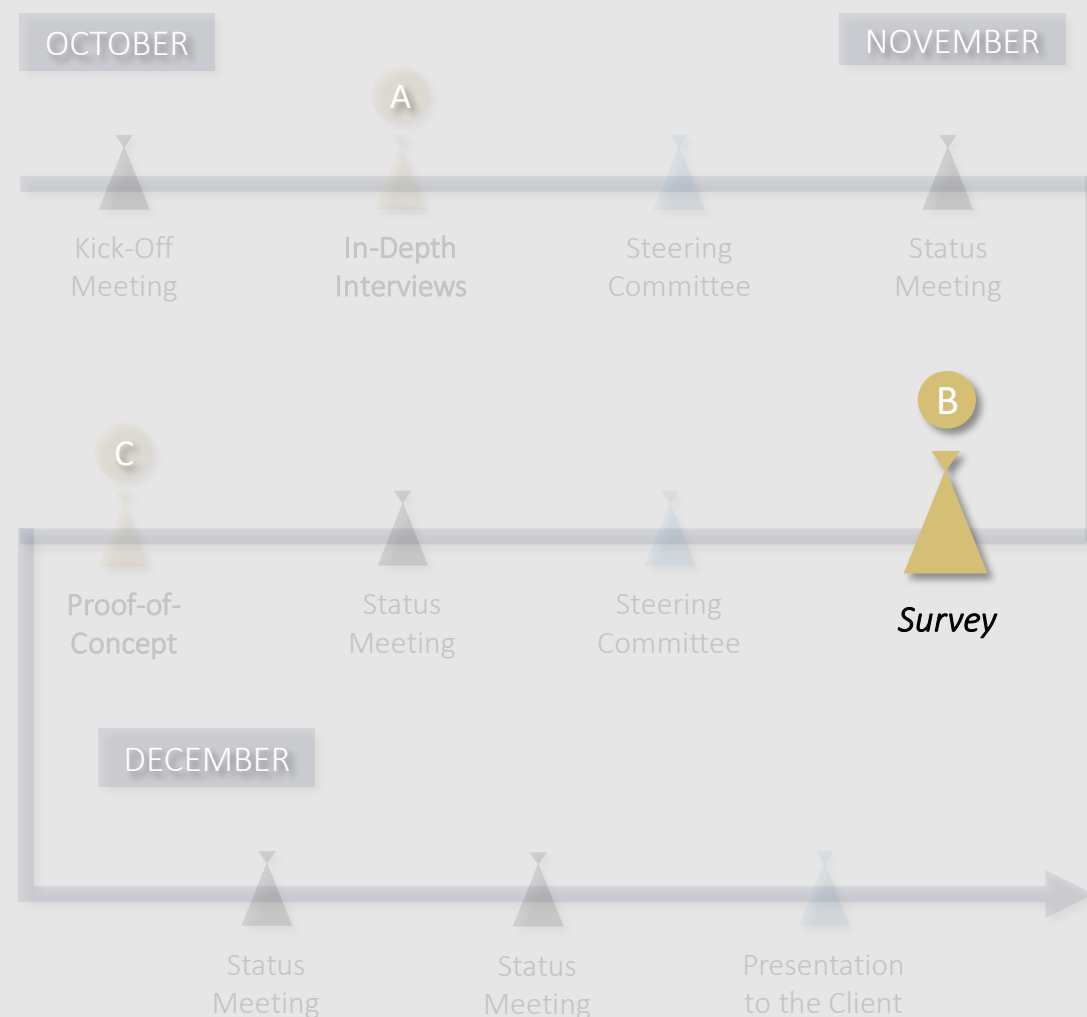 OCTOBER
NOVEMBER
A
Kick-Off
Meeting
In-Depth
Interviews
Steering
Committee
Status
Meeting
B
C
Proof-of-
Concept
Status
Meeting
Steering
Committee
Survey
DECEMBER
Status
Meeting
Status
Meeting
Presentation
to the Client